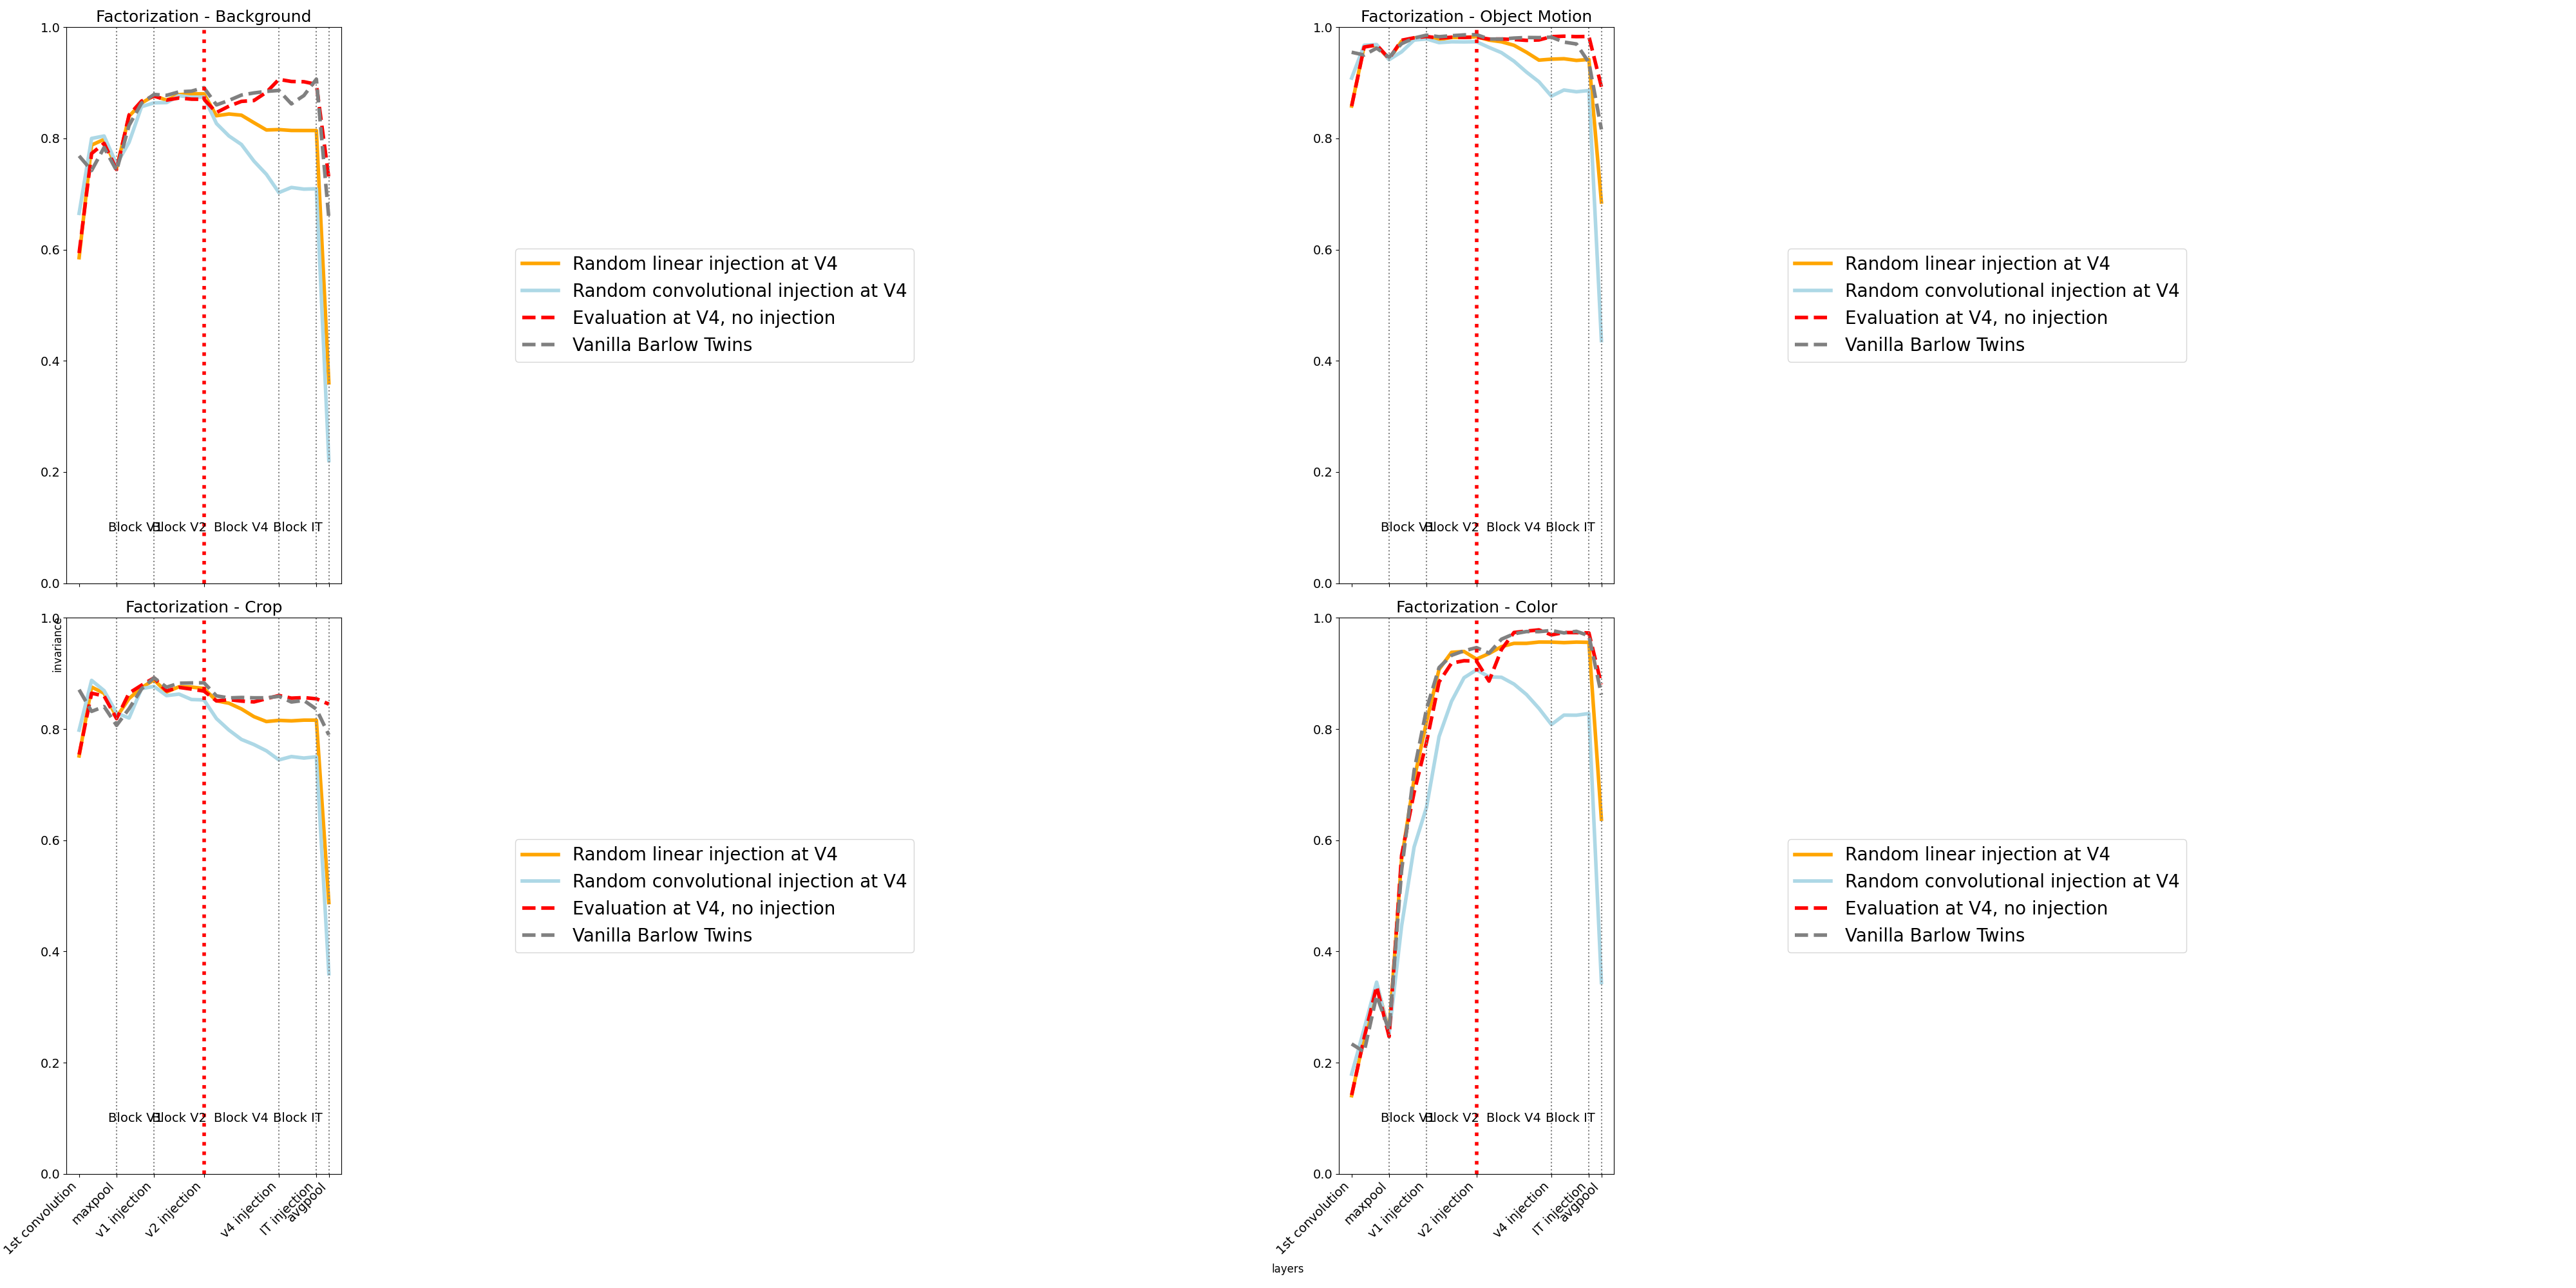 Factorization - Background
1.0
0.8
0.6
0.4
0.2
0.0
Block V1
Block V2
Block V4
Block IT
Random linear injection at V4
Random convolutional injection at V4
Evaluation at V4, no injection
Vanilla Barlow Twins
Factorization - Object Motion
1.0
0.8
0.6
0.4
0.2
0.0
Block V1
Block V2
Block V4
Block IT
Random linear injection at V4
Random convolutional injection at V4
Evaluation at V4, no injection
Vanilla Barlow Twins
Factorization - Crop
invariance
1.0
0.8
0.6
0.4
0.2
0.0
Block V1
Block V2
Block V4
Block IT
1st convolution
maxpool
v1 injection
v2 injection
v4 injection
IT injection
avgpool
Random linear injection at V4
Random convolutional injection at V4
Evaluation at V4, no injection
Vanilla Barlow Twins
Factorization - Color
1.0
0.8
0.6
0.4
0.2
0.0
Block V1
Block V2
Block V4
Block IT
1st convolution
maxpool
v1 injection
v2 injection
v4 injection
IT injection
avgpool
Random linear injection at V4
Random convolutional injection at V4
Evaluation at V4, no injection
Vanilla Barlow Twins
layers